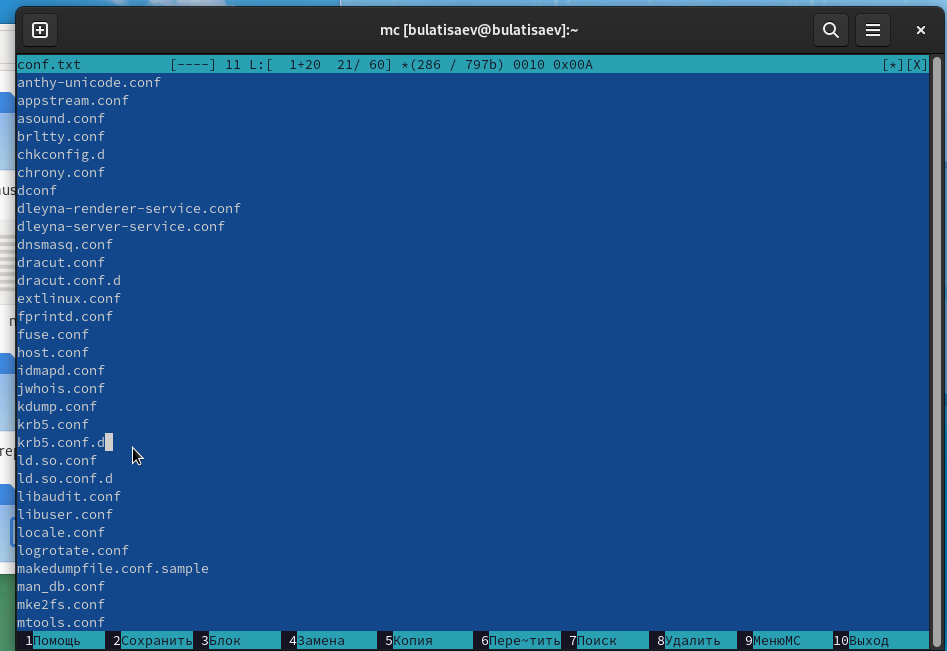 mc [bulatisaev@bulatisaev]:~
conf.txt [----] 11 L:[ 1+20 21/ 60] *(286 / 797b) 0010 0x00A [*][X]
anthy-unicode.conf
appstream.conf
asound.conf
brltty.conf
chkconfig.d
chrony.conf
dconf
dleyna-renderer-service.conf
dleyna-server-service.conf
dnsmasq.conf
dracut.conf
dracut.conf.d
extlinux.conf
fprintd.conf
fuse.conf
host.conf
idmapd.conf
jwhois.conf
kdump.conf
krb5.conf
krb5.conf.d
ld.so.conf
ld.so.conf.d
libaudit.conf
libuser.conf
locale.conf
logrotate.conf
makedumpfile.conf.sample
man_db.conf
mke2fs.conf
mtools.conf
1Помощь 2Сохранить 3Блок 4Замена 5Копия 6Пере~тить 7Поиск 8Удалить 9МенюМС 10Выход